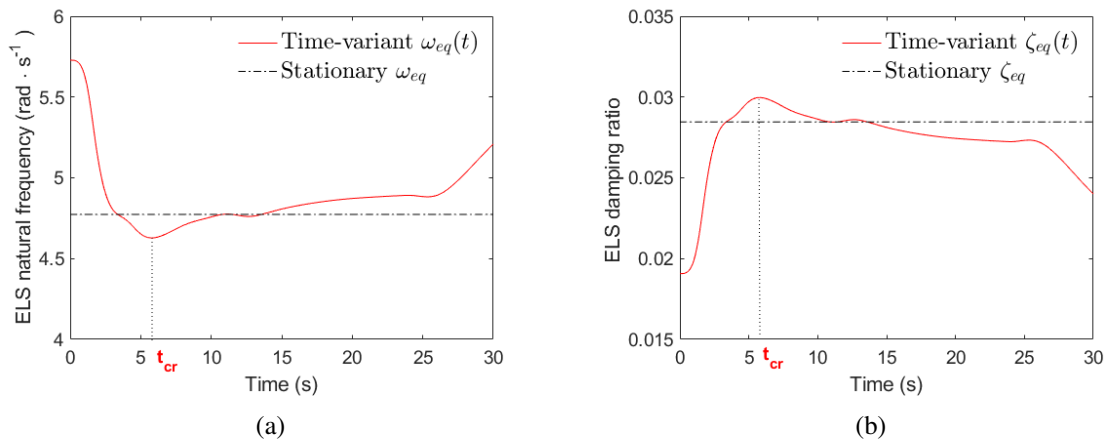 6
5.5
5
4.5
4
ELS natural frequency (rad · s⁻¹ )
Time-variant ωₑq(t)
Stationary ωₑq
0 5 t_cr 10 15 20 25 30
Time (s)
(a)
0.035
0.03
0.025
0.02
0.015
ELS damping ratio
Time-variant ζₑq(t)
Stationary ζₑq
0 5 t_cr 10 15 20 25 30
Time (s)
(b)